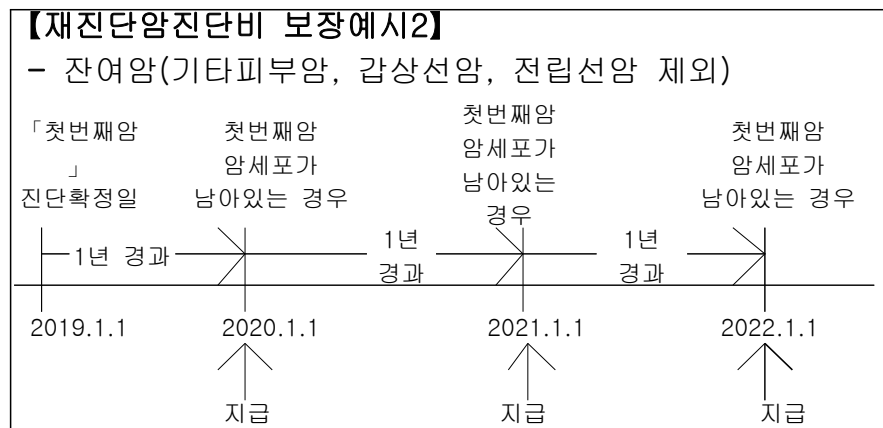 【재진단암진단비 보장예시2】
- 잔여암(기타피부암, 갑상선암, 전립선암 제외)
「첫번째암
」
진단확정일
첫번째암
암세포가
남아있는 경우
첫번째암
암세포가
남아있는
경우
첫번째암
암세포가
남아있는 경우
1년 경과
1년
경과
1년
경과
2019.1.1
2020.1.1
2021.1.1
2022.1.1
지급
지급
지급